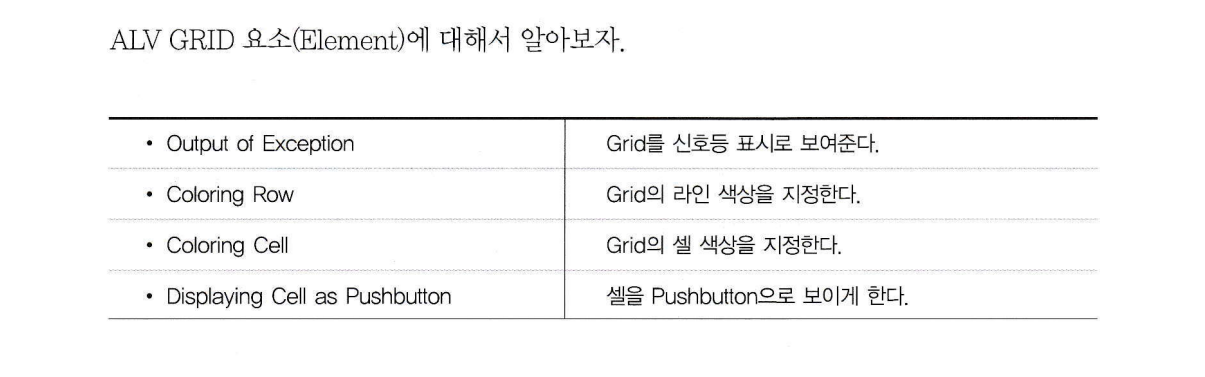 ALV GRID 요소(Element)에 대해서 알아보자.
• Output of Exception	Grid를 신호등 표시로 보여준다.
• Coloring Row	Grid의 라인 색상을 지정한다.
• Coloring Cell	Grid의 셀 색상을 지정한다.
• Displaying Cell as Pushbutton	셀을 Pushbutton으로 보이게 한다.